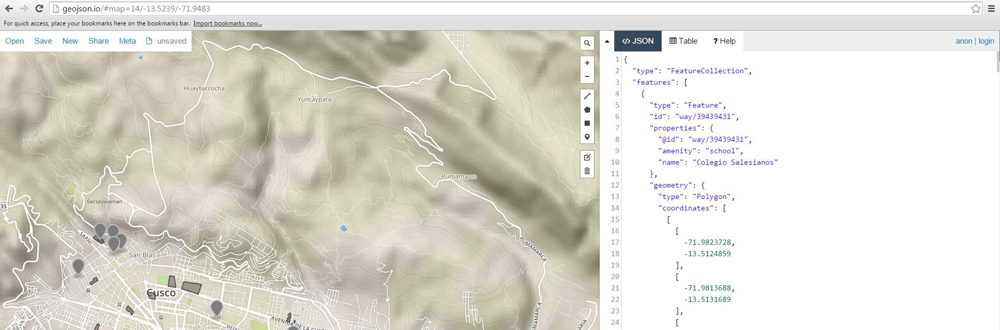 geojson.io/#map=14/-13.5239/-71.9483
For quick access, place your bookmarks here on the bookmarks bar. Import bookmarks now...
Open Save New Share Meta unsaved
</> JSON Table ? Help
anon | login
Huayllarcocha
Yuncaypata
Pumamarca
Sacsaywaman
3S
SAPHI
San Blas
PUMAMARCA
Cusco
AVENIDA DE LA CULTU
UMAMARCA
HUA
ARIA
1 {
2 "type": "FeatureCollection",
3 "features": [
4 {
5 "type": "Feature",
6 "id": "way/39439431",
7 "properties": {
8 "@id": "way/39439431",
9 "amenity": "school",
10 "name": "Colegio Salesianos"
11 },
12 "geometry": {
13 "type": "Polygon",
14 "coordinates": [
15 [
16 [
17 -71.9823728,
18 -13.5124859
19 ],
20 [
21 -71.9813688,
22 -13.5131689
23 ],
24 [